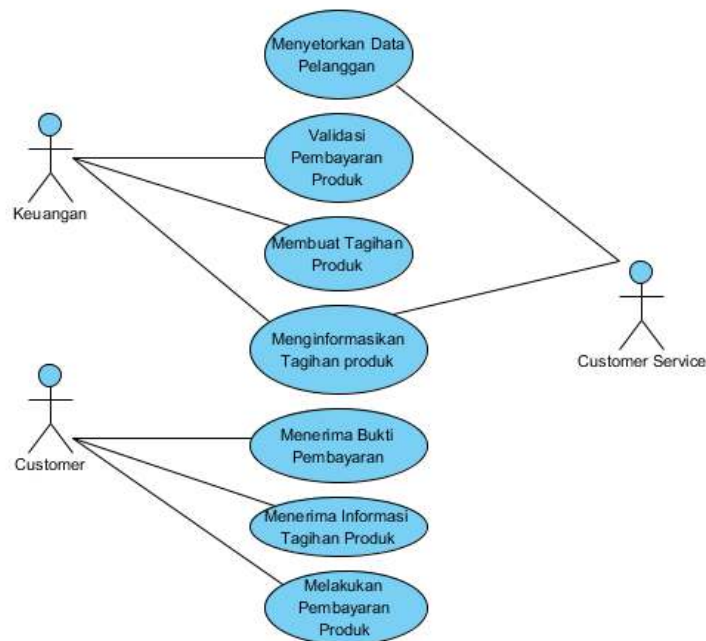 Menyetorkan Data
Pelanggan
Validasi
Pembayaran
Produk
Keuangan
Membuat Tagihan
Produk
Menginformasikan
Tagihan produk
Customer Service
Customer
Menerima Bukti
Pembayaran
Menerima Informasi
Tagihan Produk
Melakukan
Pembayaran
Produk